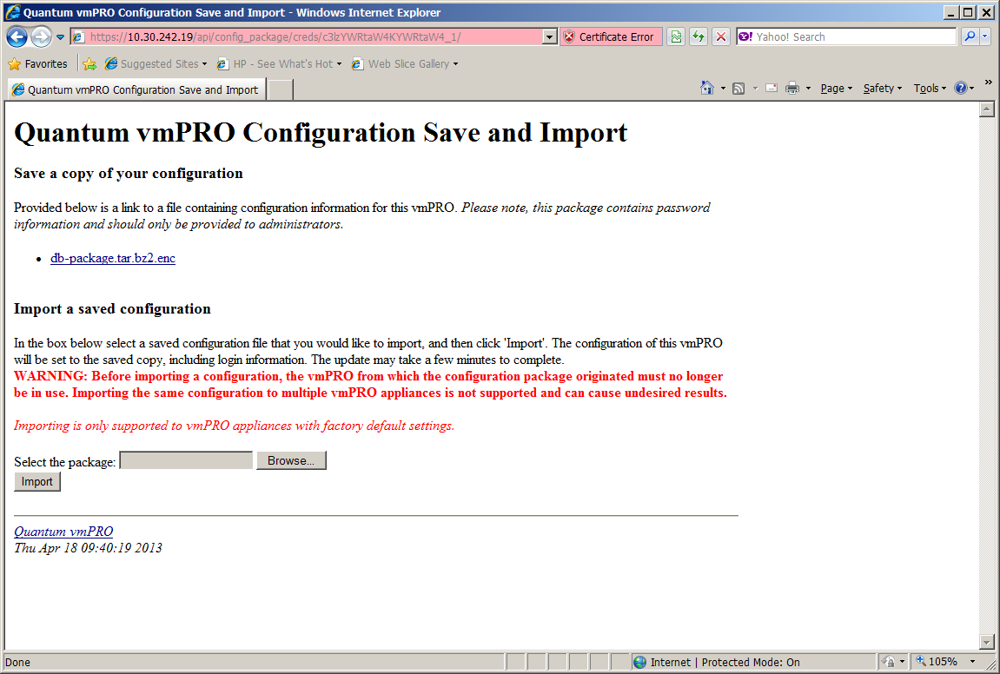 Quantum vmPRO Configuration Save and Import - Windows Internet Explorer
https://10.30.242.19/api/config_package/creds/c3lzYWRtaW4KYWRtaW4_1/
Certificate Error
Yahoo! Search
Favorites
Suggested Sites
HP - See What's Hot
Web Slice Gallery
Quantum vmPRO Configuration Save and Import
Page
Safety
Tools
Quantum vmPRO Configuration Save and Import
Save a copy of your configuration
Provided below is a link to a file containing configuration information for this vmPRO. Please note, this package contains password
information and should only be provided to administrators.
db-package.tar.bz2.enc
Import a saved configuration
In the box below select a saved configuration file that you would like to import, and then click 'Import'. The configuration of this vmPRO
will be set to the saved copy, including login information. The update may take a few minutes to complete.
WARNING: Before importing a configuration, the vmPRO from which the configuration package originated must no longer
be in use. Importing the same configuration to multiple vmPRO appliances is not supported and can cause undesired results.
Importing is only supported to vmPRO appliances with factory default settings.
Select the package:
Browse...
Import
Quantum vmPRO
Thu Apr 18 09:40:19 2013
Done
Internet | Protected Mode: On
105%